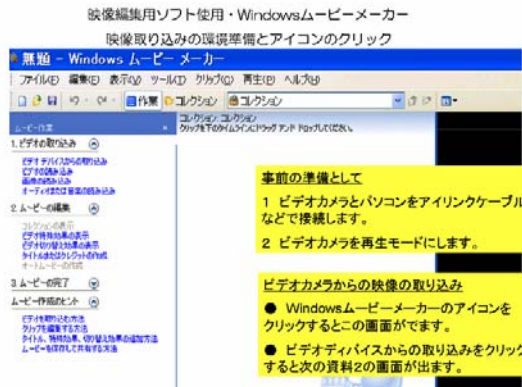 映像編集用ソフト使用・Windowsムービーメーカー
映像取り込みの環境準備とアイコンのクリック
無題 - Windows ムービー メーカー
ファイル(F) 編集(E) 表示(V) ツール(T) クリップ(C) 再生(P) ヘルプ(H)
作業 コレクション コレクション
ムービー作業
コレクション: コレクション
クリップを下のタイムラインにドラッグ アンド ドロップしてください。
1. ビデオの取り込み
ビデオ デバイスからの取り込み
ビデオの読み込み
画像の読み込み
オーディオまたは音楽の読み込み
2. ムービーの編集
コレクションの表示
ビデオ特殊効果の表示
ビデオ切り替え効果の表示
タイトルまたはクレジットの作成
オートムービーの作成
3. ムービーの完了
ムービー作成のヒント
ビデオを取り込む方法
クリップを編集する方法
タイトル、特殊効果、切り替え効果の追加方法
ムービーを保存して共有する方法
事前の準備として
1 ビデオカメラとパソコンをアイリンクケーブル
などで接続します。
2 ビデオカメラを再生モードにします。
ビデオカメラからの映像の取り込み
● Windowsムービーメーカーのアイコンを
クリックするとこの画面がでます。
● ビデオディバイスからの取り込みをクリック
すると次の資料2の画面が出ます。